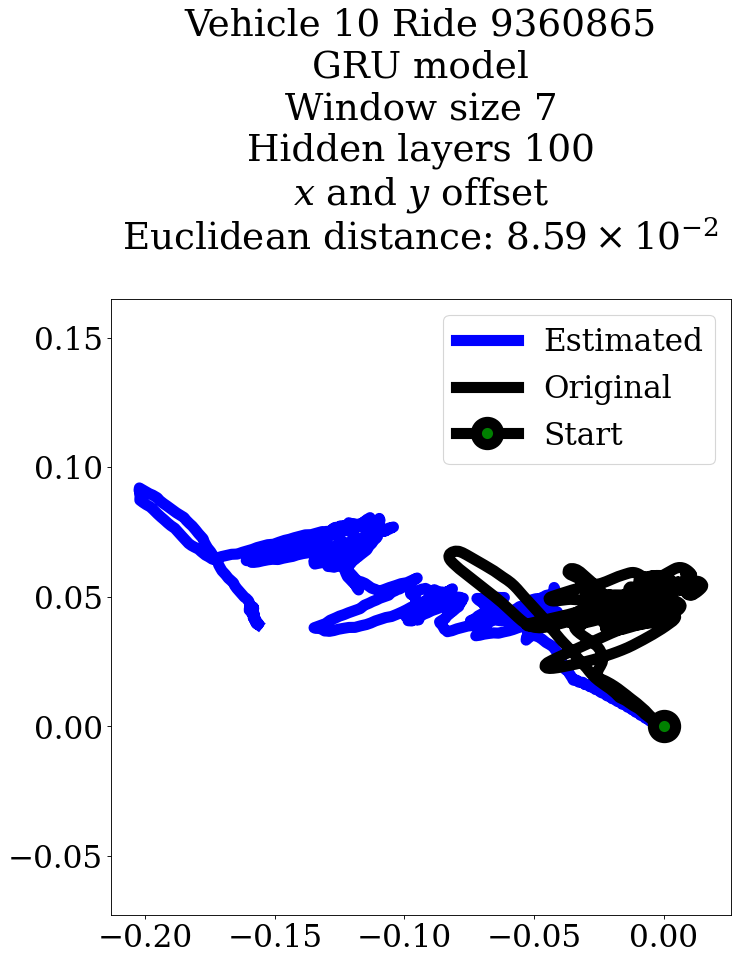 Vehicle 10 Ride 9360865
GRU model
Window size 7
Hidden layers 100
x and y offset
Euclidean distance: 8.59 × 10⁻²
Estimated
Original
Start
0.15
0.10
0.05
0.00
−0.05
−0.20 −0.15 −0.10 −0.05 0.00